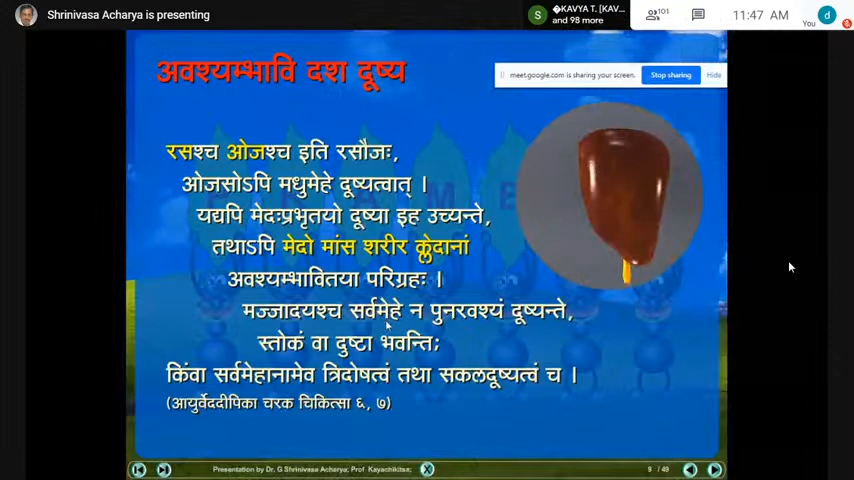 Shrinivasa Acharya is presenting
KAVYA T. [KAV...
and 98 more
101
11:47 AM
You
S
d
अवश्यम्भावि दश दूष्य
meet.google.com is sharing your screen.
Stop sharing
Hide
रसश्च ओजश्च इति रसौजः,
ओजसोऽपि मधुमेहे दूष्यत्वात् ।
यद्यपि मेदःप्रभृतयो दूष्या इह उच्यन्ते,
तथाऽपि मेदो मांस शरीर क्लेदानां
अवश्यम्भावितया परिग्रहः ।
मज्जादयश्च सर्वमेहे न पुनरवश्यं दूष्यन्ते,
स्तोकं वा दुष्टा भवन्ति;
किंवा सर्वमेहानामेव त्रिदोषत्वं तथा सकलदूष्यत्वं च ।
(आयुर्वेददीपिका चरक चिकित्सा ६, ७)
Presentation by Dr. G Shrinivasa Acharya; Prof Kayachikitsa;
X
9 / 49